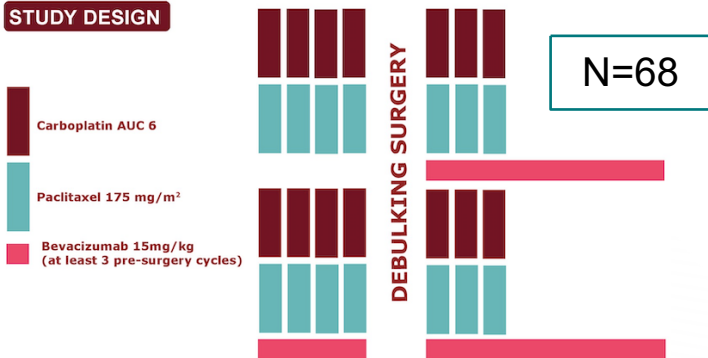 STUDY DESIGN
N=68
Carboplatin AUC 6
Paclitaxel 175 mg/m²
Bevacizumab 15mg/kg
(at least 3 pre-surgery cycles)
DEBULKING SURGERY